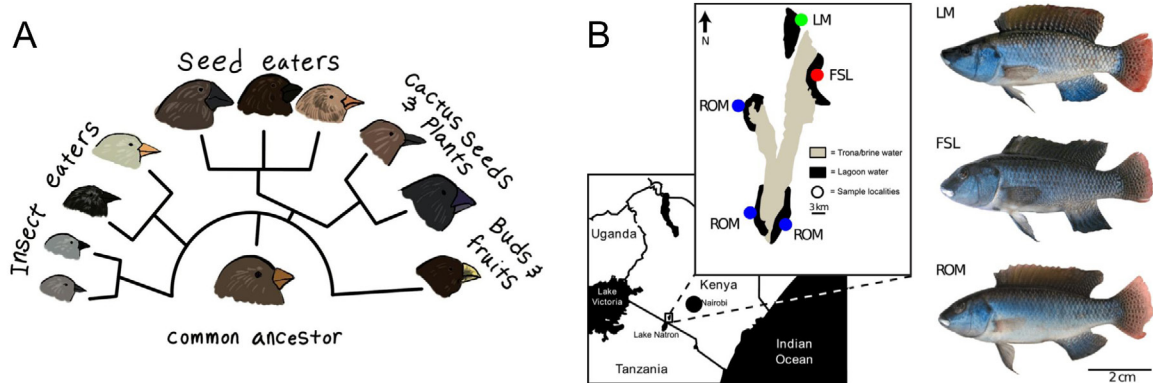 A
Seed eaters
Cactus Seeds
& Plants
Insect eaters
Buds &
fruits
common ancestor
B
N
LM
FSL
ROM
ROM
ROM
= Trona/brine water
= Lagoon water
= Sample localities
3 km
Uganda
Kenya
Nairobi
Lake
Victoria
Lake Natron
Tanzania
Indian
Ocean
LM
FSL
ROM
2 cm